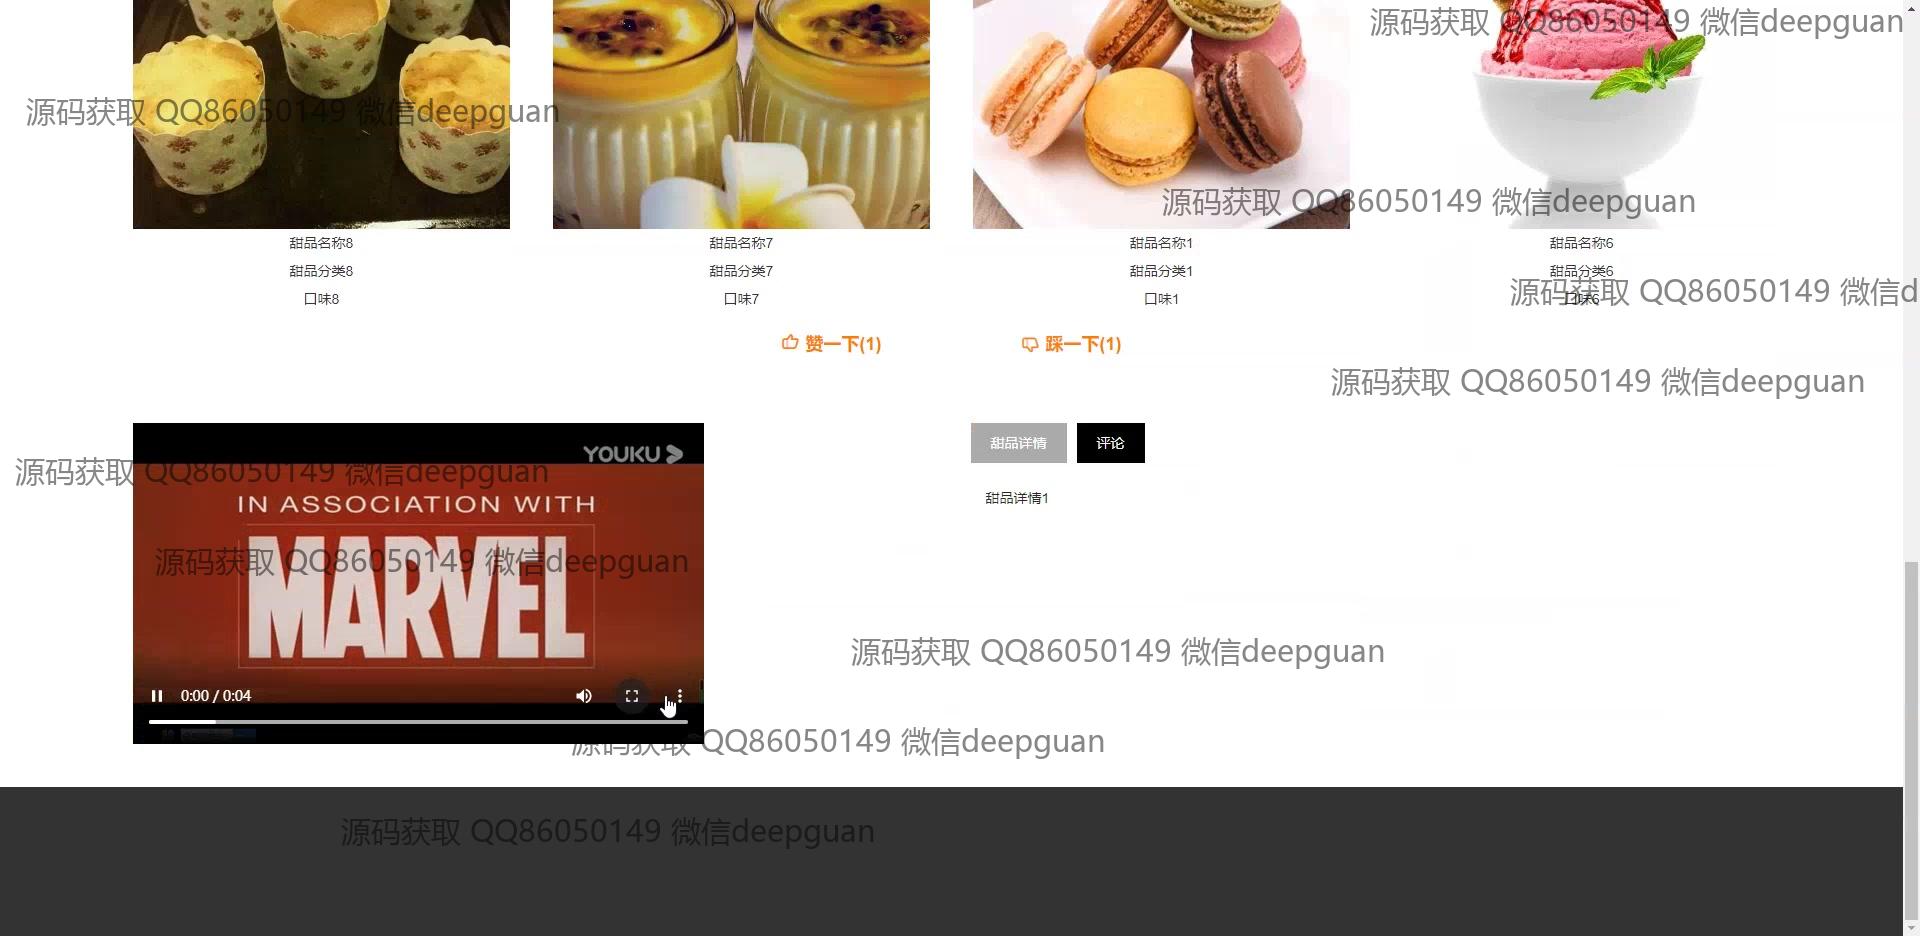 源码获取 QQ86050149 微信deepguan
源码获取 QQ86050149 微信deepguan
源码获取 QQ86050149 微信deepguan
甜品名称8
甜品名称7
甜品名称1
甜品名称6
甜品分类8
甜品分类7
甜品分类1
甜品分类6
口味8
口味7
口味1
口味6
源码获取 QQ86050149 微信d
赞一下(1)
踩一下(1)
源码获取 QQ86050149 微信deepguan
甜品详情
评论
YOUKU
源码获取 QQ86050149 微信deepguan
甜品详情1
IN ASSOCIATION WITH
MARVEL
源码获取 QQ86050149 微信deepguan
源码获取 QQ86050149 微信deepguan
0:00 / 0:04
源码获取 QQ86050149 微信deepguan
源码获取 QQ86050149 微信deepguan